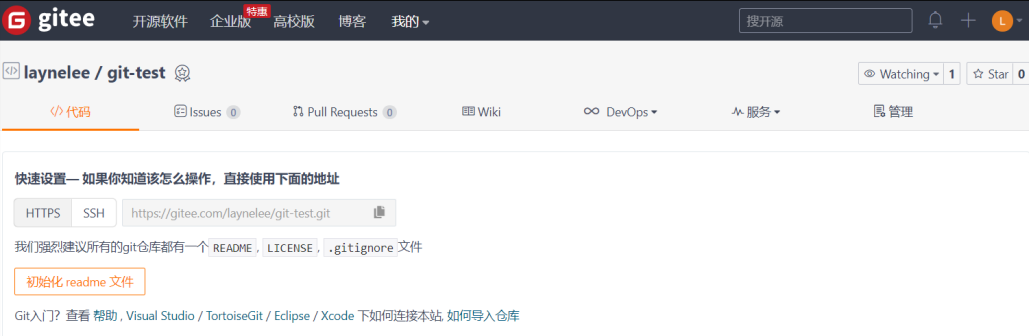 G gitee 开源软件 企业版 特惠 高校版 博客 我的 搜开源 L
laynelee / git-test Watching 1 Star 0
代码 Issues 0 Pull Requests 0 Wiki DevOps 服务 管理
快速设置— 如果你知道该怎么操作，直接使用下面的地址
HTTPS SSH https://gitee.com/laynelee/git-test.git
我们强烈建议所有的git仓库都有一个 README, LICENSE, .gitignore 文件
初始化 readme 文件
Git入门？查看 帮助 , Visual Studio / TortoiseGit / Eclipse / Xcode 下如何连接本站, 如何导入仓库